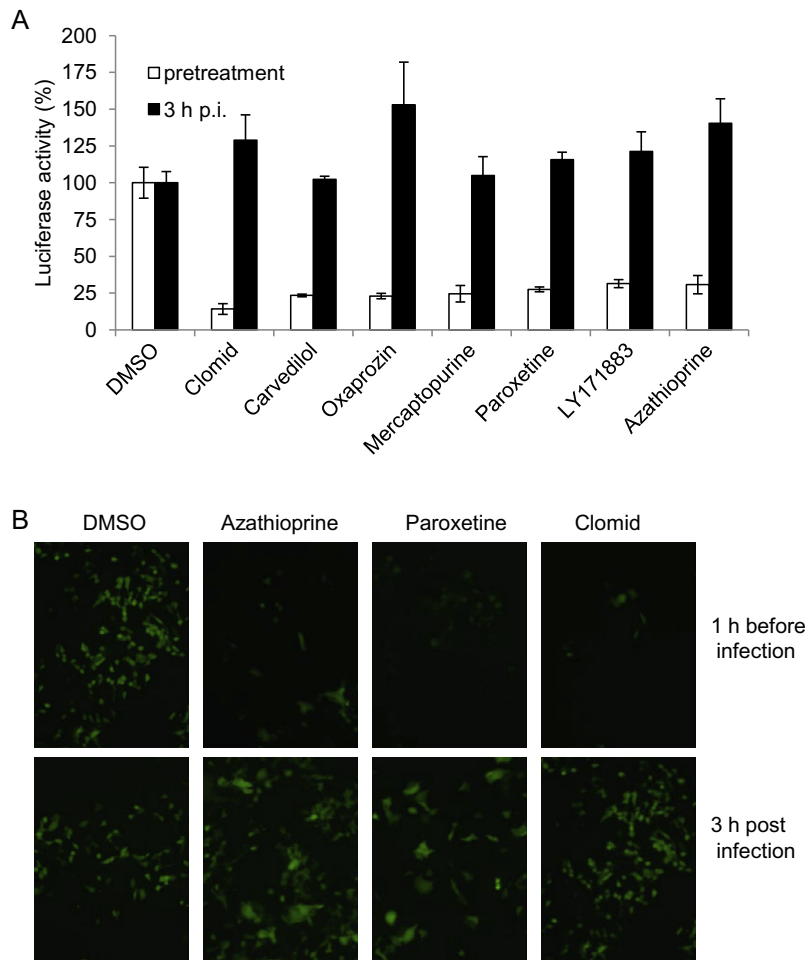 A
Luciferase activity (%)
200
175
150
125
100
75
50
25
0
pretreatment
3 h p.i.
DMSO
Clomid
Carvedilol
Oxaprozin
Mercaptopurine
Paroxetine
LY171883
Azathioprine
B
DMSO Azathioprine Paroxetine Clomid
1 h before
infection
3 h post
infection